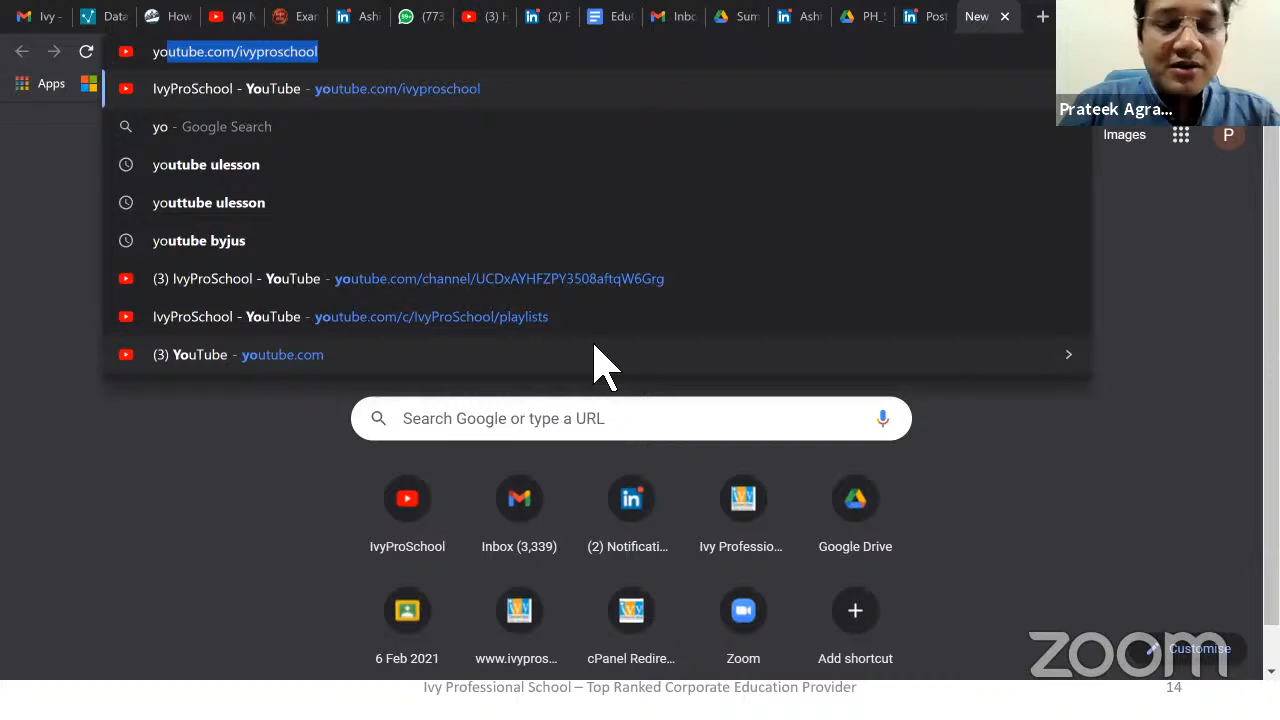 Ivy -
Data
How
(4) N
Exan
Ashi
(773
(3) H
(2) F
Edu
Inbo
Sum
Ashi
PH_S
Post
New
youtube.com/ivyproschool
Apps
IvyProSchool - YouTube - youtube.com/ivyproschool
yo - Google Search
youtube ulesson
youttube ulesson
youtube byjus
(3) IvyProSchool - YouTube - youtube.com/channel/UCDxAYHFZPY3508aftqW6Grg
IvyProSchool - YouTube - youtube.com/c/IvyProSchool/playlists
(3) YouTube - youtube.com
Prateek Agra...
Images
P
Search Google or type a URL
IvyProSchool
Inbox (3,339)
(2) Notificati...
Ivy Professio...
Google Drive
6 Feb 2021
www.ivypros...
cPanel Redire...
Zoom
Add shortcut
Customise
zoom
Ivy Professional School – Top Ranked Corporate Education Provider
14